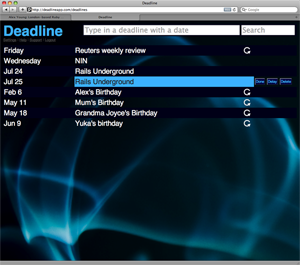 Deadline
Alex Young: London based Ruby
Deadline
http://deadlineapp.com/deadlines
Google
Deadline
Type in a deadline with a date
Search
Settings Help Support Logout
Friday Reuters weekly review
Wednesday NIN
Jul 24 Rails Underground
Jul 25 Rails Underground Done Delay Delete
Feb 6 Alex's Birthday
May 11 Mum's Birthday
May 18 Grandma Joyce's Birthday
Jun 9 Yuka's birthday